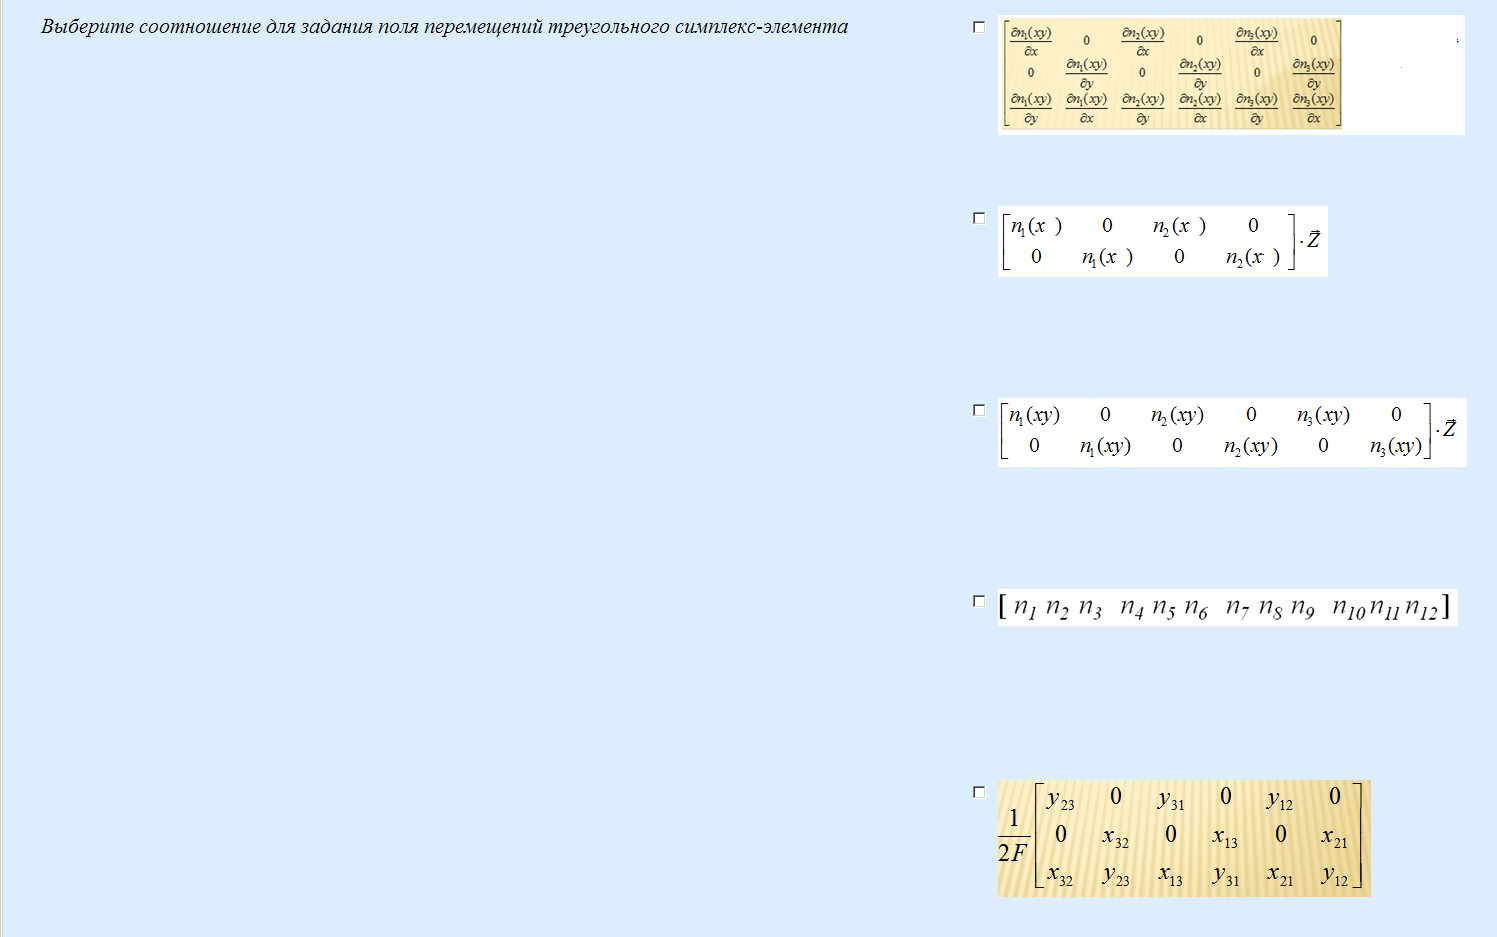 Выберите соотношение для задания поля перемещений треугольного симплекс-элемента
∂n₁(xy)/∂x 0 ∂n₂(xy)/∂x 0 ∂n₃(xy)/∂x 0
0 ∂n₁(xy)/∂y 0 ∂n₂(xy)/∂y 0 ∂n₃(xy)/∂y
∂n₁(xy)/∂y ∂n₁(xy)/∂x ∂n₂(xy)/∂y ∂n₂(xy)/∂x ∂n₃(xy)/∂y ∂n₃(xy)/∂x
n₁(x ) 0 n₂(x ) 0
0 n₁(x ) 0 n₂(x )
· Z⃗
n₁(xy) 0 n₂(xy) 0 n₃(xy) 0
0 n₁(xy) 0 n₂(xy) 0 n₃(xy)
· Z⃗
[ n₁ n₂ n₃ n₄ n₅ n₆ n₇ n₈ n₉ n₁₀ n₁₁ n₁₂ ]
1/2F
y₂₃ 0 y₃₁ 0 y₁₂ 0
0 x₃₂ 0 x₁₃ 0 x₂₁
x₃₂ y₂₃ x₁₃ y₃₁ x₂₁ y₁₂